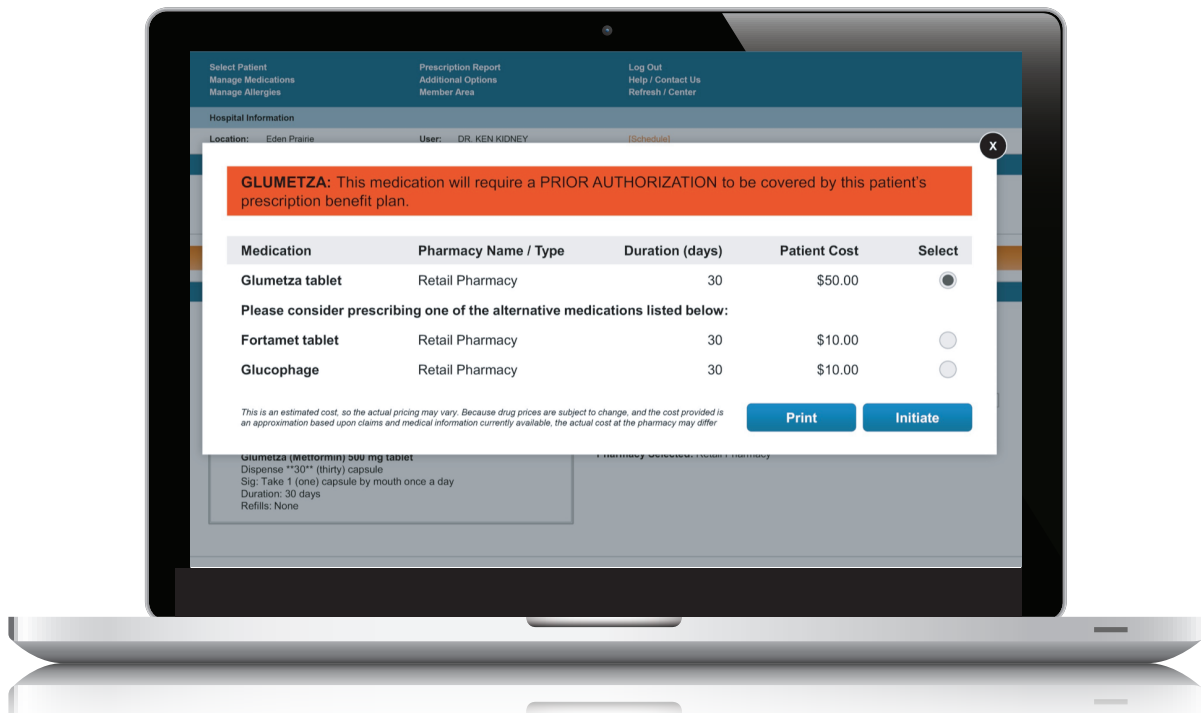 Select Patient
Manage Medications
Manage Allergies
Prescription Report
Additional Options
Member Area
Log Out
Help / Contact Us
Refresh / Center
Hospital Information
Location: Eden Prairie User: DR. KEN KIDNEY [Schedule]
X
GLUMETZA: This medication will require a PRIOR AUTHORIZATION to be covered by this patient's
prescription benefit plan.
Medication Pharmacy Name / Type Duration (days) Patient Cost Select
Glumetza tablet Retail Pharmacy 30 $50.00
Please consider prescribing one of the alternative medications listed below:
Fortamet tablet Retail Pharmacy 30 $10.00
Glucophage Retail Pharmacy 30 $10.00
This is an estimated cost, so the actual pricing may vary. Because drug prices are subject to change, and the cost provided is
an approximation based upon claims and medical information currently available, the actual cost at the pharmacy may differ
Print Initiate
Glumetza (Metformin) 500 mg tablet
Dispense **30** (thirty) capsule
Sig: Take 1 (one) capsule by mouth once a day
Duration: 30 days
Refills: None
Pharmacy Selected: Retail Pharmacy